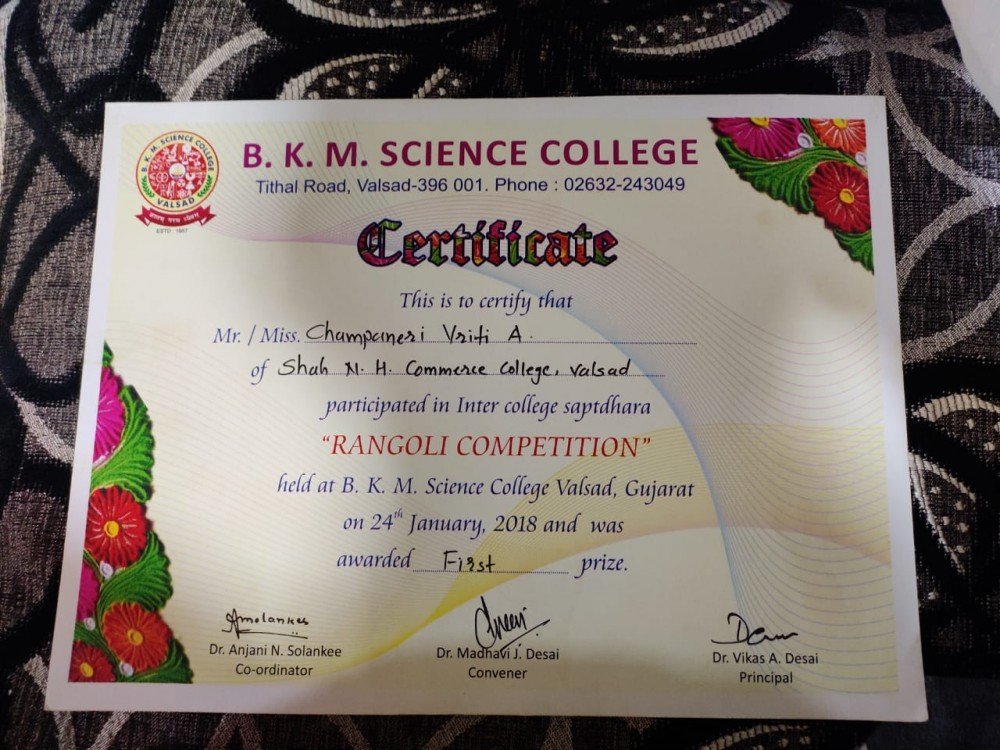 B. K. M. SCIENCE COLLEGE
VALSAD
ESTD 1967
B. K. M. SCIENCE COLLEGE
Tithal Road, Valsad-396 001. Phone : 02632-243049
Certificate
This is to certify that
Mr. / Miss. Champaneri Vriti A.
of Shah N. H. Commerce College, Valsad
participated in Inter college saptdhara
“RANGOLI COMPETITION”
held at B. K. M. Science College Valsad, Gujarat
on 24th January, 2018 and was
awarded First prize.
Dr. Anjani N. Solankee
Co-ordinator
Dr. Madhavi J. Desai
Convener
Dr. Vikas A. Desai
Principal